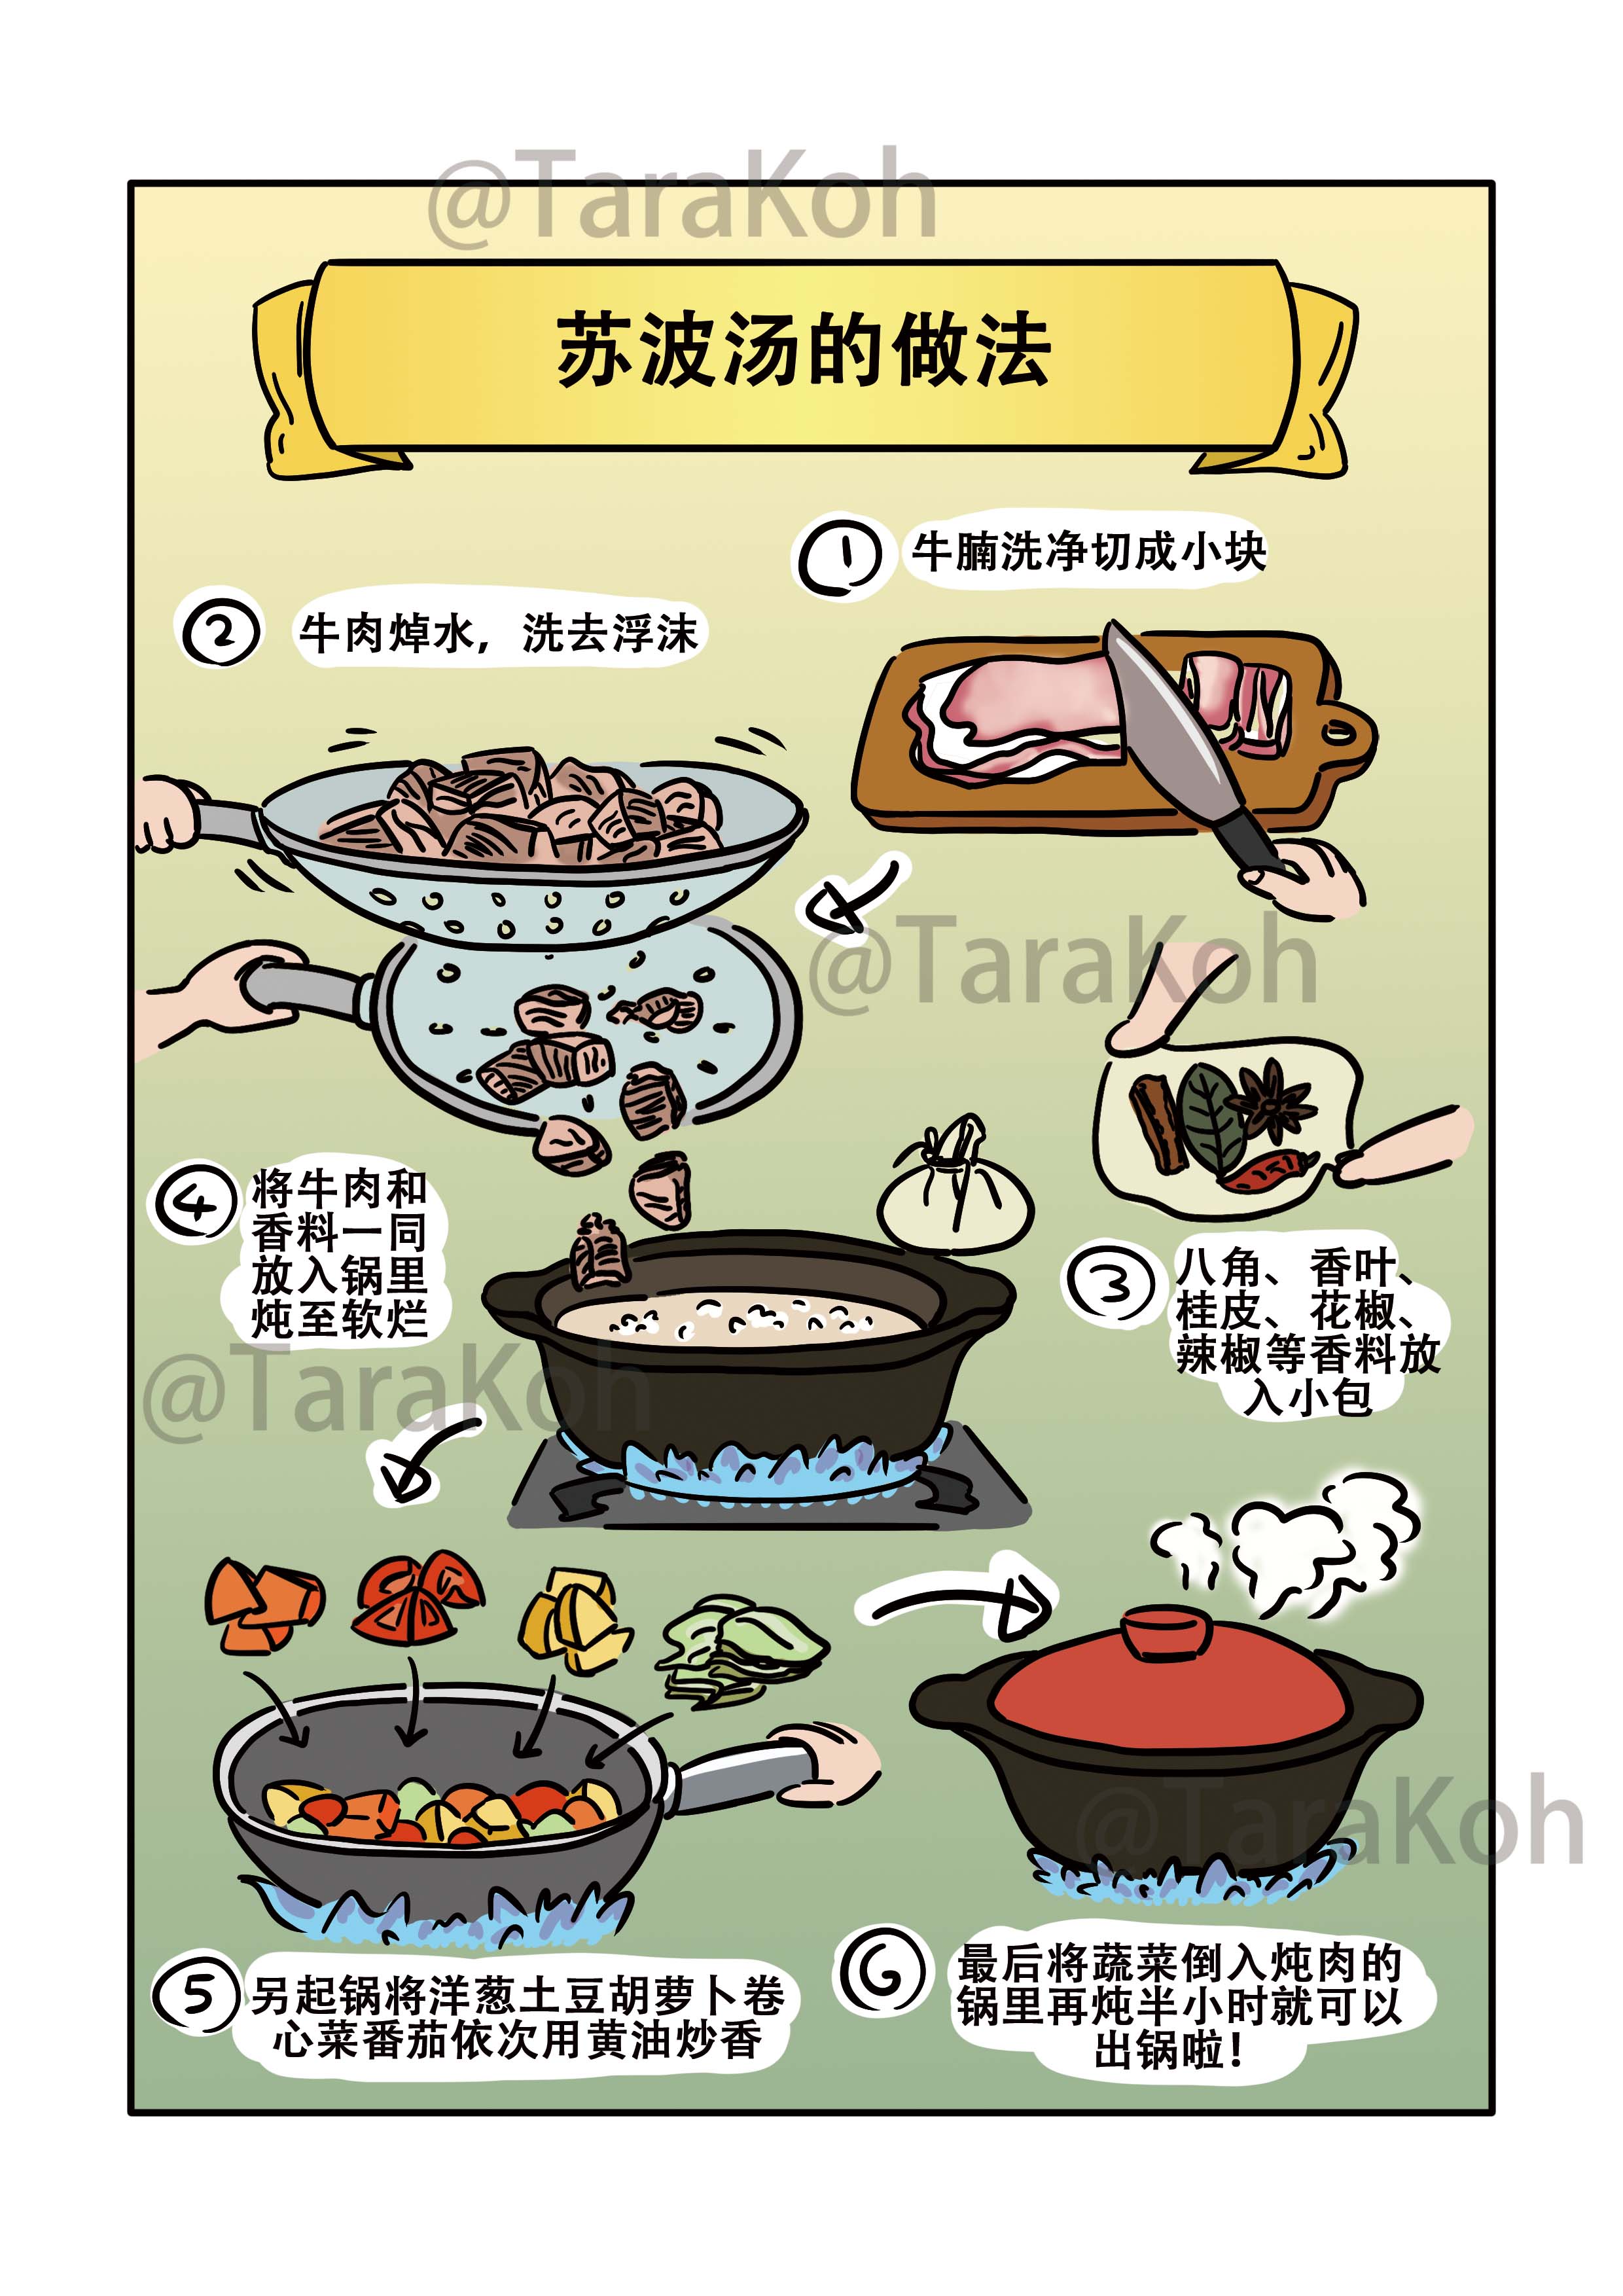 @TaraKoh
苏波汤的做法
① 牛腩洗净切成小块
② 牛肉焯水，洗去浮沫
@TaraKoh
③ 八角、香叶、
桂皮、花椒、
辣椒等香料放
入小包
④ 将牛肉和
香料一同
放入锅里
炖至软烂
@TaraKoh
@TaraKoh
⑤ 另起锅将洋葱土豆胡萝卜卷
心菜番茄依次用黄油炒香
⑥ 最后将蔬菜倒入炖肉的
锅里再炖半小时就可以
出锅啦！